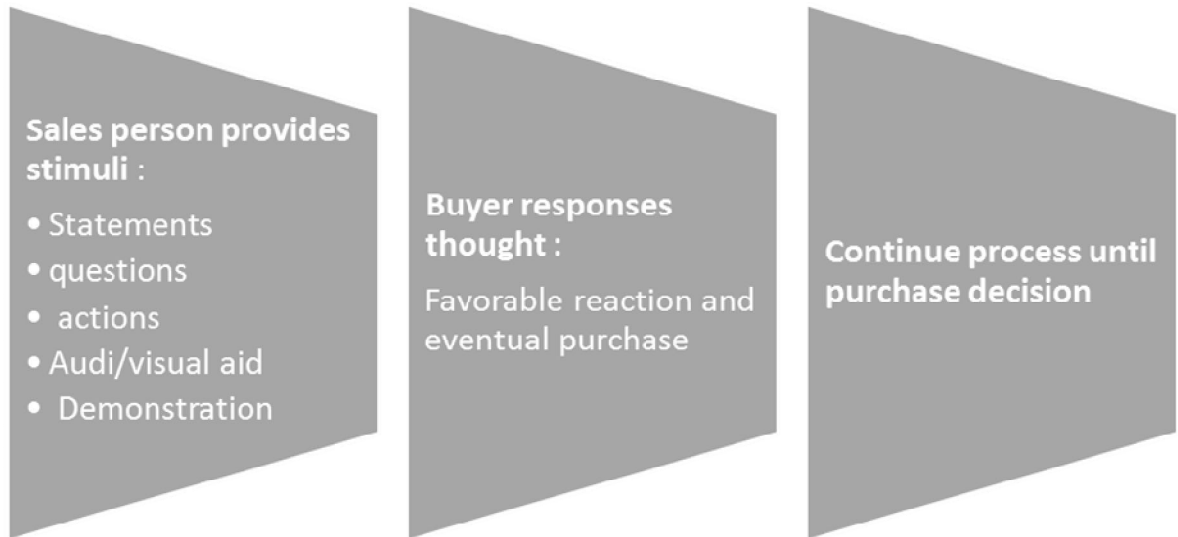 Sales person provides
stimuli :
• Statements
• questions
• actions
• Audi/visual aid
• Demonstration
Buyer responses
thought :
Favorable reaction and
eventual purchase
Continue process until
purchase decision